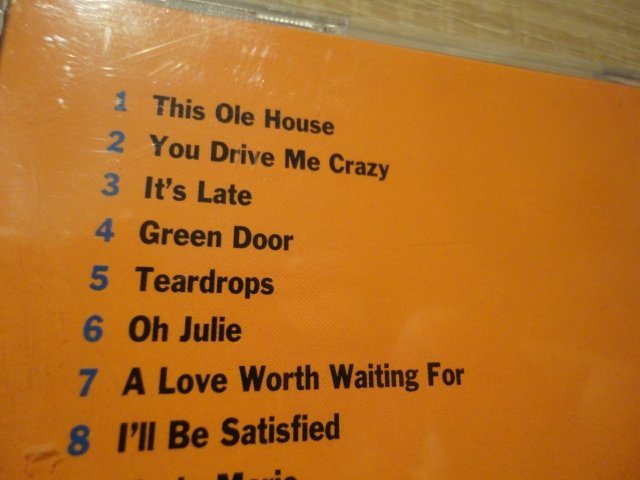 1 This Ole House
2 You Drive Me Crazy
3 It's Late
4 Green Door
5 Teardrops
6 Oh Julie
7 A Love Worth Waiting For
8 I'll Be Satisfied
Marie